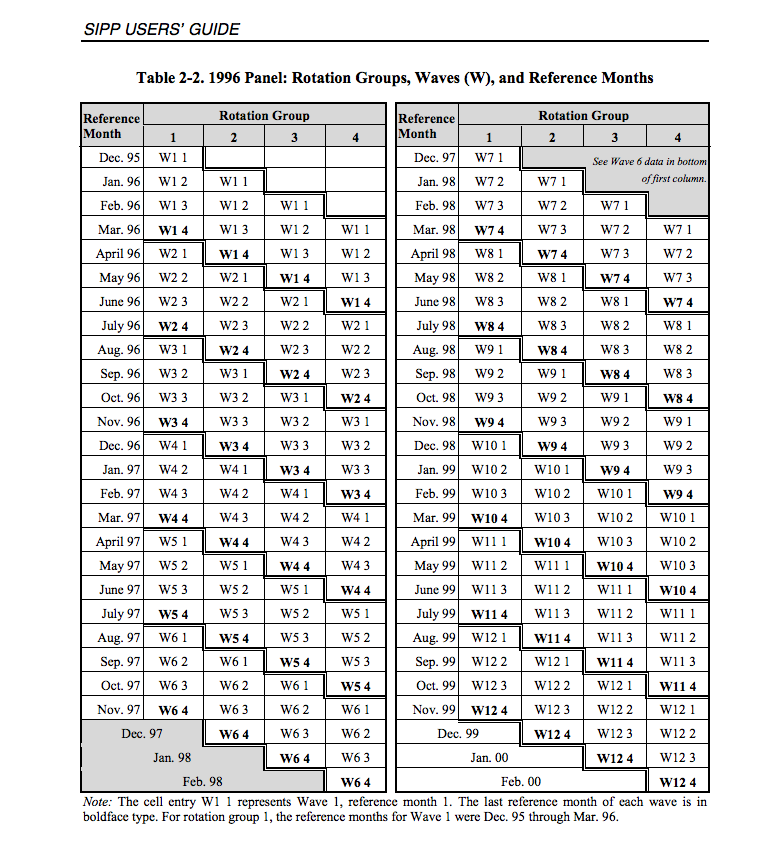 SIPP USERS' GUIDE
Table 2-2. 1996 Panel: Rotation Groups, Waves (W), and Reference Months
Reference Month Rotation Group
1 2 3 4
Dec. 95 W1 1
Jan. 96 W1 2 W1 1
Feb. 96 W1 3 W1 2 W1 1
Mar. 96 W1 4 W1 3 W1 2 W1 1
April 96 W2 1 W1 4 W1 3 W1 2
May 96 W2 2 W2 1 W1 4 W1 3
June 96 W2 3 W2 2 W2 1 W1 4
July 96 W2 4 W2 3 W2 2 W2 1
Aug. 96 W3 1 W2 4 W2 3 W2 2
Sep. 96 W3 2 W3 1 W2 4 W2 3
Oct. 96 W3 3 W3 2 W3 1 W2 4
Nov. 96 W3 4 W3 3 W3 2 W3 1
Dec. 96 W4 1 W3 4 W3 3 W3 2
Jan. 97 W4 2 W4 1 W3 4 W3 3
Feb. 97 W4 3 W4 2 W4 1 W3 4
Mar. 97 W4 4 W4 3 W4 2 W4 1
April 97 W5 1 W4 4 W4 3 W4 2
May 97 W5 2 W5 1 W4 4 W4 3
June 97 W5 3 W5 2 W5 1 W4 4
July 97 W5 4 W5 3 W5 2 W5 1
Aug. 97 W6 1 W5 4 W5 3 W5 2
Sep. 97 W6 2 W6 1 W5 4 W5 3
Oct. 97 W6 3 W6 2 W6 1 W5 4
Nov. 97 W6 4 W6 3 W6 2 W6 1
Dec. 97 W6 4 W6 3 W6 2
Jan. 98 W6 4 W6 3
Feb. 98 W6 4
Reference Month Rotation Group
1 2 3 4
Dec. 97 W7 1 See Wave 6 data in bottom
Jan. 98 W7 2 W7 1 of first column.
Feb. 98 W7 3 W7 2 W7 1
Mar. 98 W7 4 W7 3 W7 2 W7 1
April 98 W8 1 W7 4 W7 3 W7 2
May 98 W8 2 W8 1 W7 4 W7 3
June 98 W8 3 W8 2 W8 1 W7 4
July 98 W8 4 W8 3 W8 2 W8 1
Aug. 98 W9 1 W8 4 W8 3 W8 2
Sep. 98 W9 2 W9 1 W8 4 W8 3
Oct. 98 W9 3 W9 2 W9 1 W8 4
Nov. 98 W9 4 W9 3 W9 2 W9 1
Dec. 98 W10 1 W9 4 W9 3 W9 2
Jan. 99 W10 2 W10 1 W9 4 W9 3
Feb. 99 W10 3 W10 2 W10 1 W9 4
Mar. 99 W10 4 W10 3 W10 2 W10 1
April 99 W11 1 W10 4 W10 3 W10 2
May 99 W11 2 W11 1 W10 4 W10 3
June 99 W11 3 W11 2 W11 1 W10 4
July 99 W11 4 W11 3 W11 2 W11 1
Aug. 99 W12 1 W11 4 W11 3 W11 2
Sep. 99 W12 2 W12 1 W11 4 W11 3
Oct. 99 W12 3 W12 2 W12 1 W11 4
Nov. 99 W12 4 W12 3 W12 2 W12 1
Dec. 99 W12 4 W12 3 W12 2
Jan. 00 W12 4 W12 3
Feb. 00 W12 4
Note: The cell entry W1 1 represents Wave 1, reference month 1. The last reference month of each wave is in
boldface type. For rotation group 1, the reference months for Wave 1 were Dec. 95 through Mar. 96.